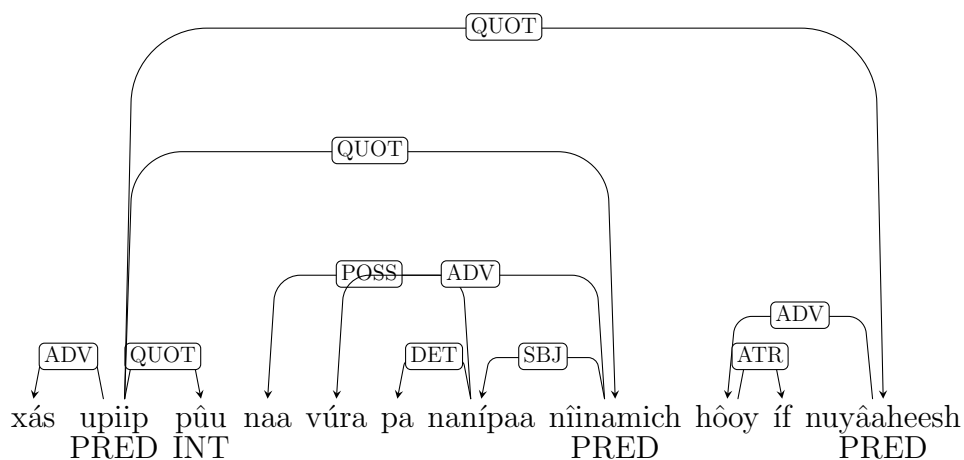 QUOT
QUOT
POSS ADV
ADV
ADV QUOT DET SBJ ATR
xás upiip pûu naa vúra pa nanípaa nîinamich hôoy íf nuyâaheesh
PRED INT PRED PRED